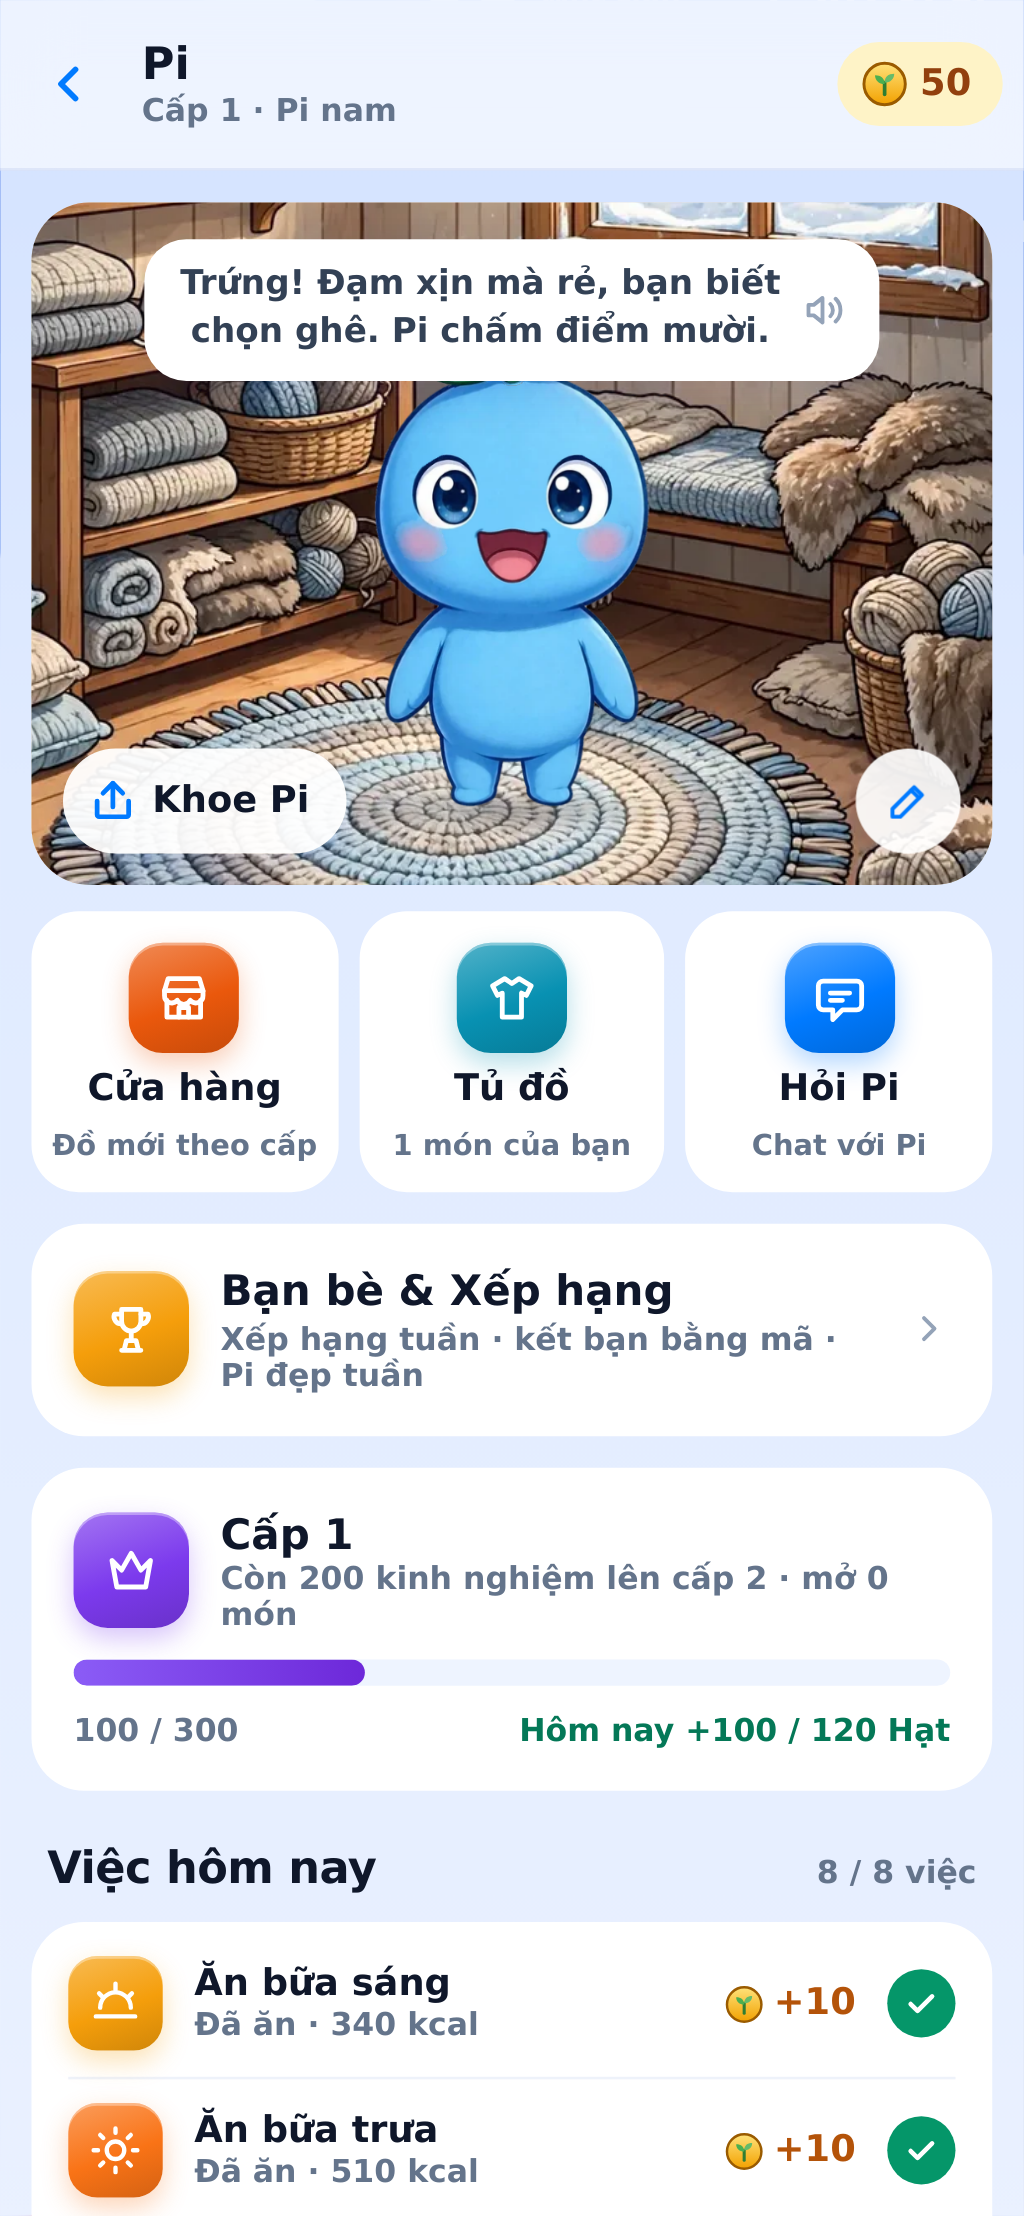 Pi
Cấp 1 · Pi nam
50
Trứng! Đạm xịn mà rẻ, bạn biết
chọn ghê. Pi chấm điểm mười.
Khoe Pi
Cửa hàng
Đồ mới theo cấp
Tủ đồ
1 món của bạn
Hỏi Pi
Chat với Pi
Bạn bè & Xếp hạng
Xếp hạng tuần · kết bạn bằng mã ·
Pi đẹp tuần
Cấp 1
Còn 200 kinh nghiệm lên cấp 2 · mở 0
món
100 / 300
Hôm nay +100 / 120 Hạt
Việc hôm nay
8 / 8 việc
Ăn bữa sáng
Đã ăn · 340 kcal
+10
Ăn bữa trưa
Đã ăn · 510 kcal
+10